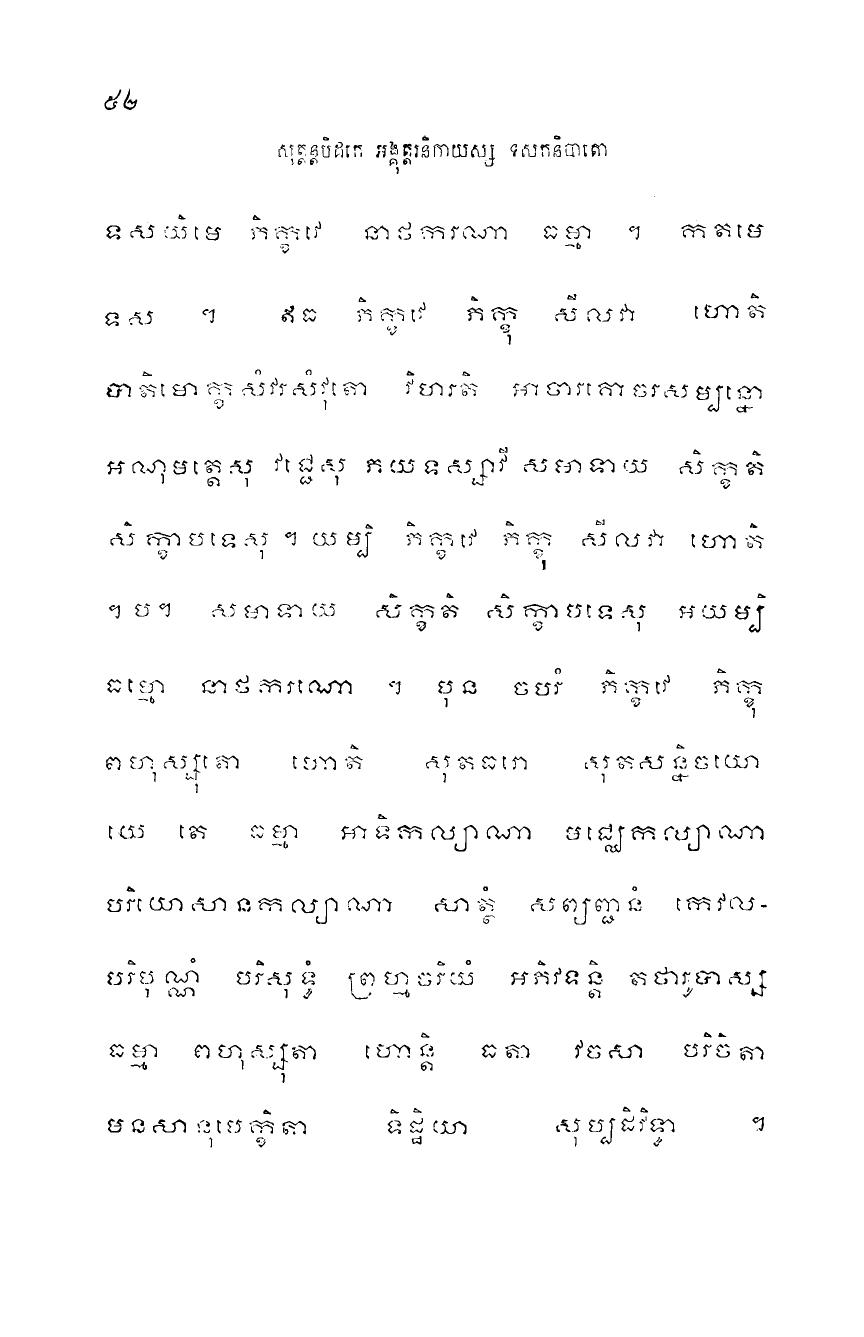 ៥២
សុត្តន្តបិដកេ អង្គុត្តរនិកាយស្ស ទសកនិបាតោ
ទសយិមេ ភិក្ខវេ នាថករណា ធម្មា ។ កតមេ
ទស ។ ឥធ ភិក្ខវេ ភិក្ខុ សីលវា ហោតិ
បាតិមោក្ខសំវរសំវុតោ វិហរតិ អាចារគោចរសម្បន្នោ
អណុមត្តេសុ វជ្ជេសុ ភយទស្សាវី សមាទាយ សិក្ខតិ
សិក្ខាបទេសុ ។ យម្បិ ភិក្ខវេ ភិក្ខុ សីលវា ហោតិ
។ ប ។ សមាទាយ សិក្ខតិ សិក្ខាបទេសុ អយម្បិ
ធម្មោ នាថករណោ ។ បុន ចបរំ ភិក្ខវេ ភិក្ខុ
ពហុស្សុតោ ហោតិ សុតធរោ សុតសន្និចយោ
យេ តេ ធម្មា អាទិកល្យាណា មជ្ឈេកល្យាណា
បរិយោសានកល្យាណា សាត្ថំ សព្យញ្ជនំ កេវល-
បរិបុណ្ណំ បរិសុទ្ធំ ព្រហ្មចរិយំ អភិវទន្តិ តថារូបាស្ស
ធម្មា ពហុស្សុតា ហោន្តិ ធតា វចសា បរិចិតា
មនសានុបេក្ខិតា ទិដ្ឋិយា សុប្បដិវិទ្ធា ។